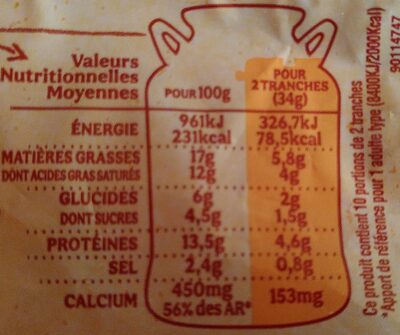 Valeurs
Nutritionnelles
Moyennes
POUR 100g
POUR
2 TRANCHES
(34g)
ÉNERGIE 961kJ 326,7kJ
231kcal 78,5kcal
MATIÈRES GRASSES 17g 5,8g
DONT ACIDES GRAS SATURÉS 12g 4g
GLUCIDES 6g 2g
DONT SUCRES 4,5g 1,5g
PROTÉINES 13,5g 4,6g
SEL 2,4g 0,8g
CALCIUM 450mg 153mg
56% des AR*
Ce produit contient 10 portions de 2 tranches
*Apport de référence pour 1 adulte type (8400KJ/2000Kcal)
90114747